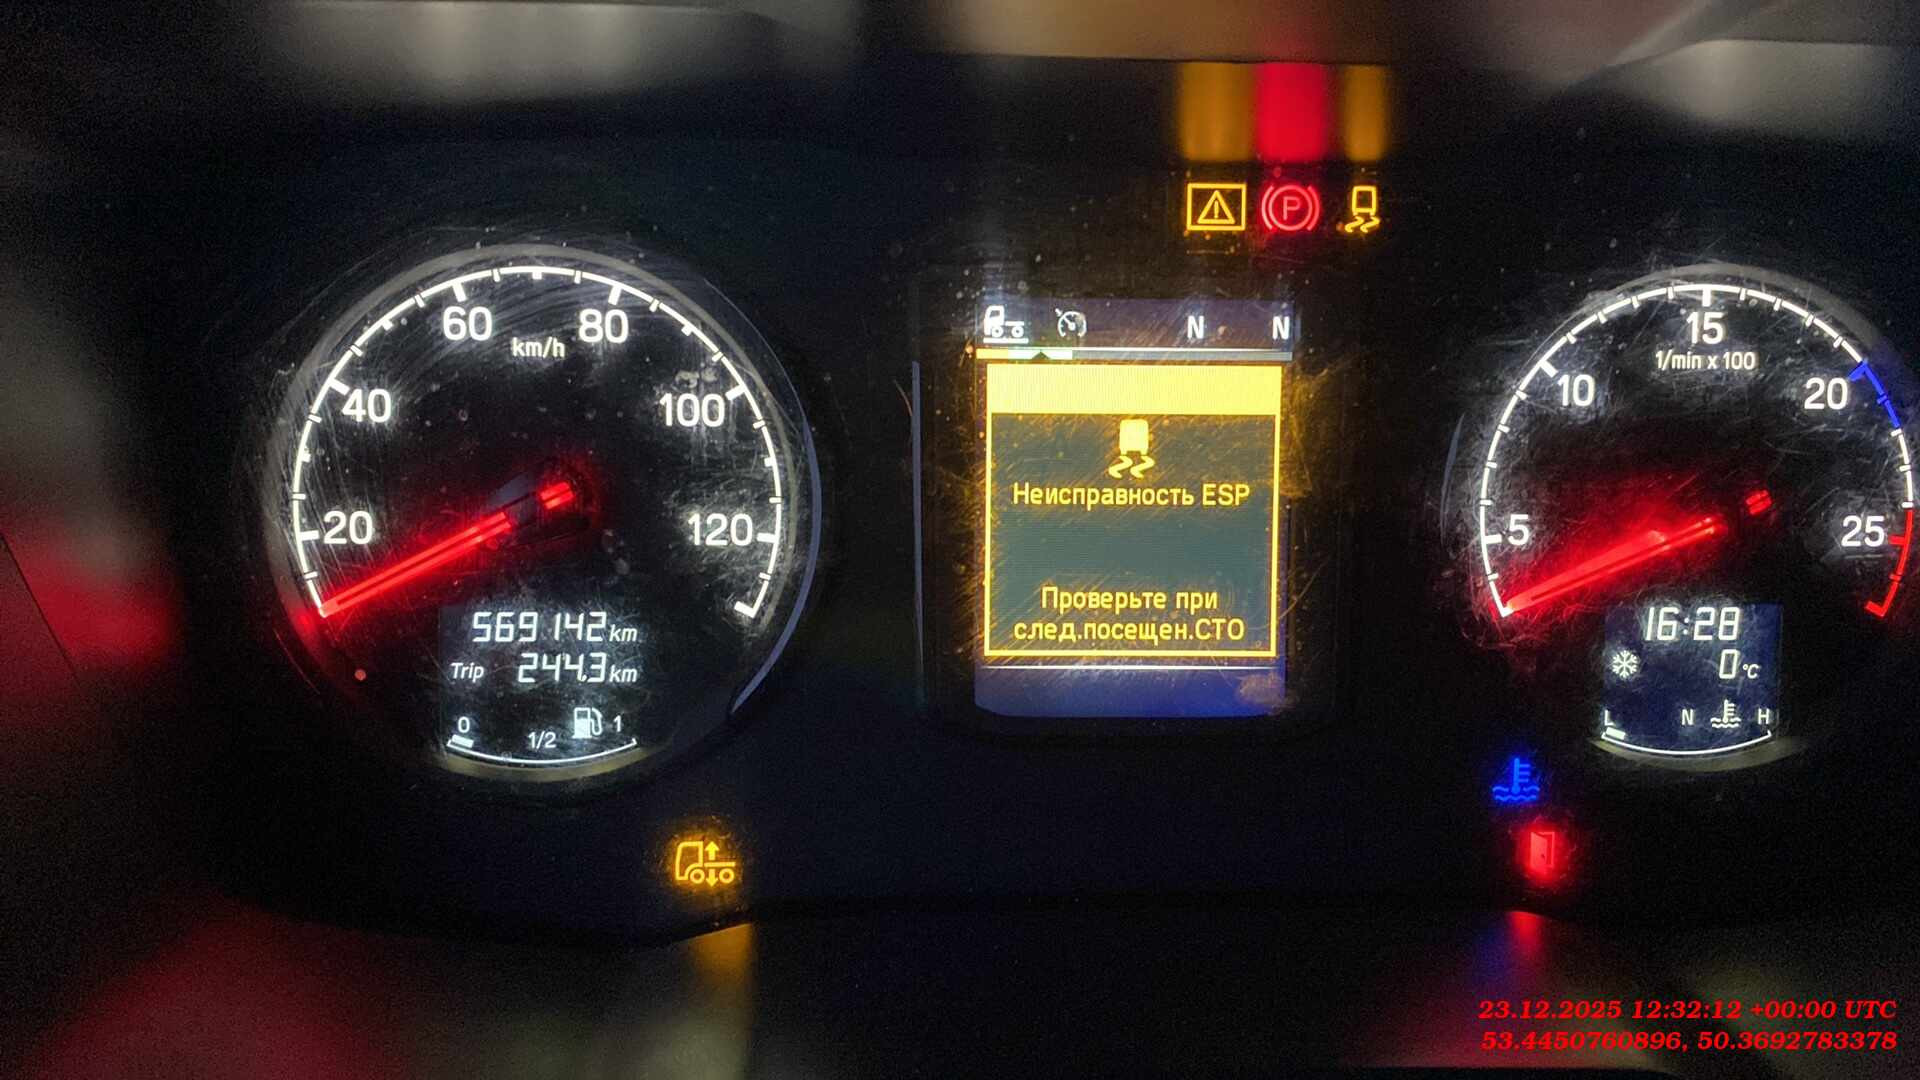 P
60
80
km/h
40
100
20
120
569142 km
Trip 244.3 km
0
1/2
1
N
N
Неисправность ESP
Проверьте при
след.посещен.СТО
15
1/min x 100
10
20
5
25
16:28
0 °C
L
N
H
23.12.2025 12:32:12 +00:00 UTC
53.4450760896, 50.3692783378